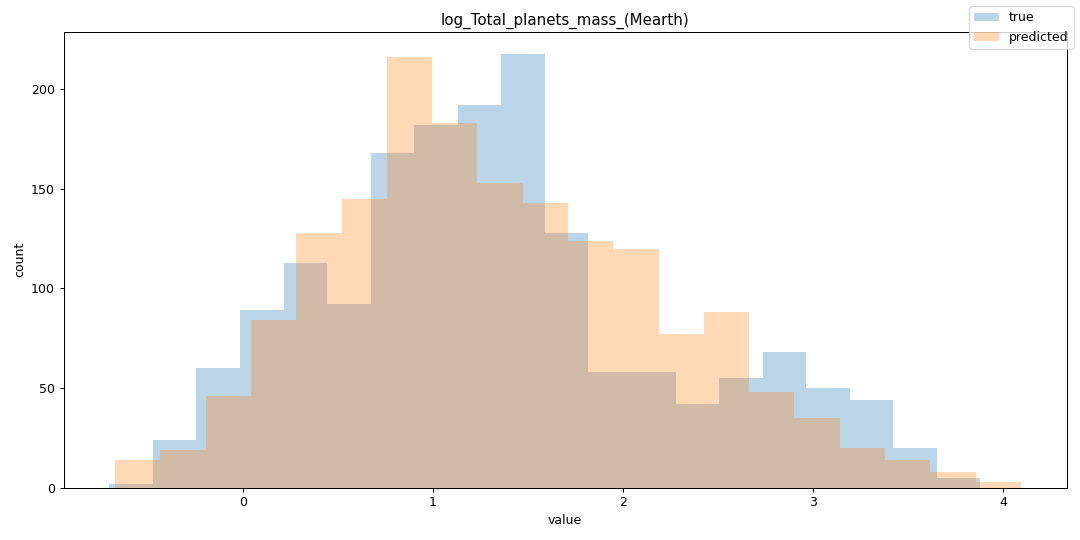 log_Total_planets_mass_(Mearth)
true
predicted
200
150
100
50
0
count
0 1 2 3 4
value